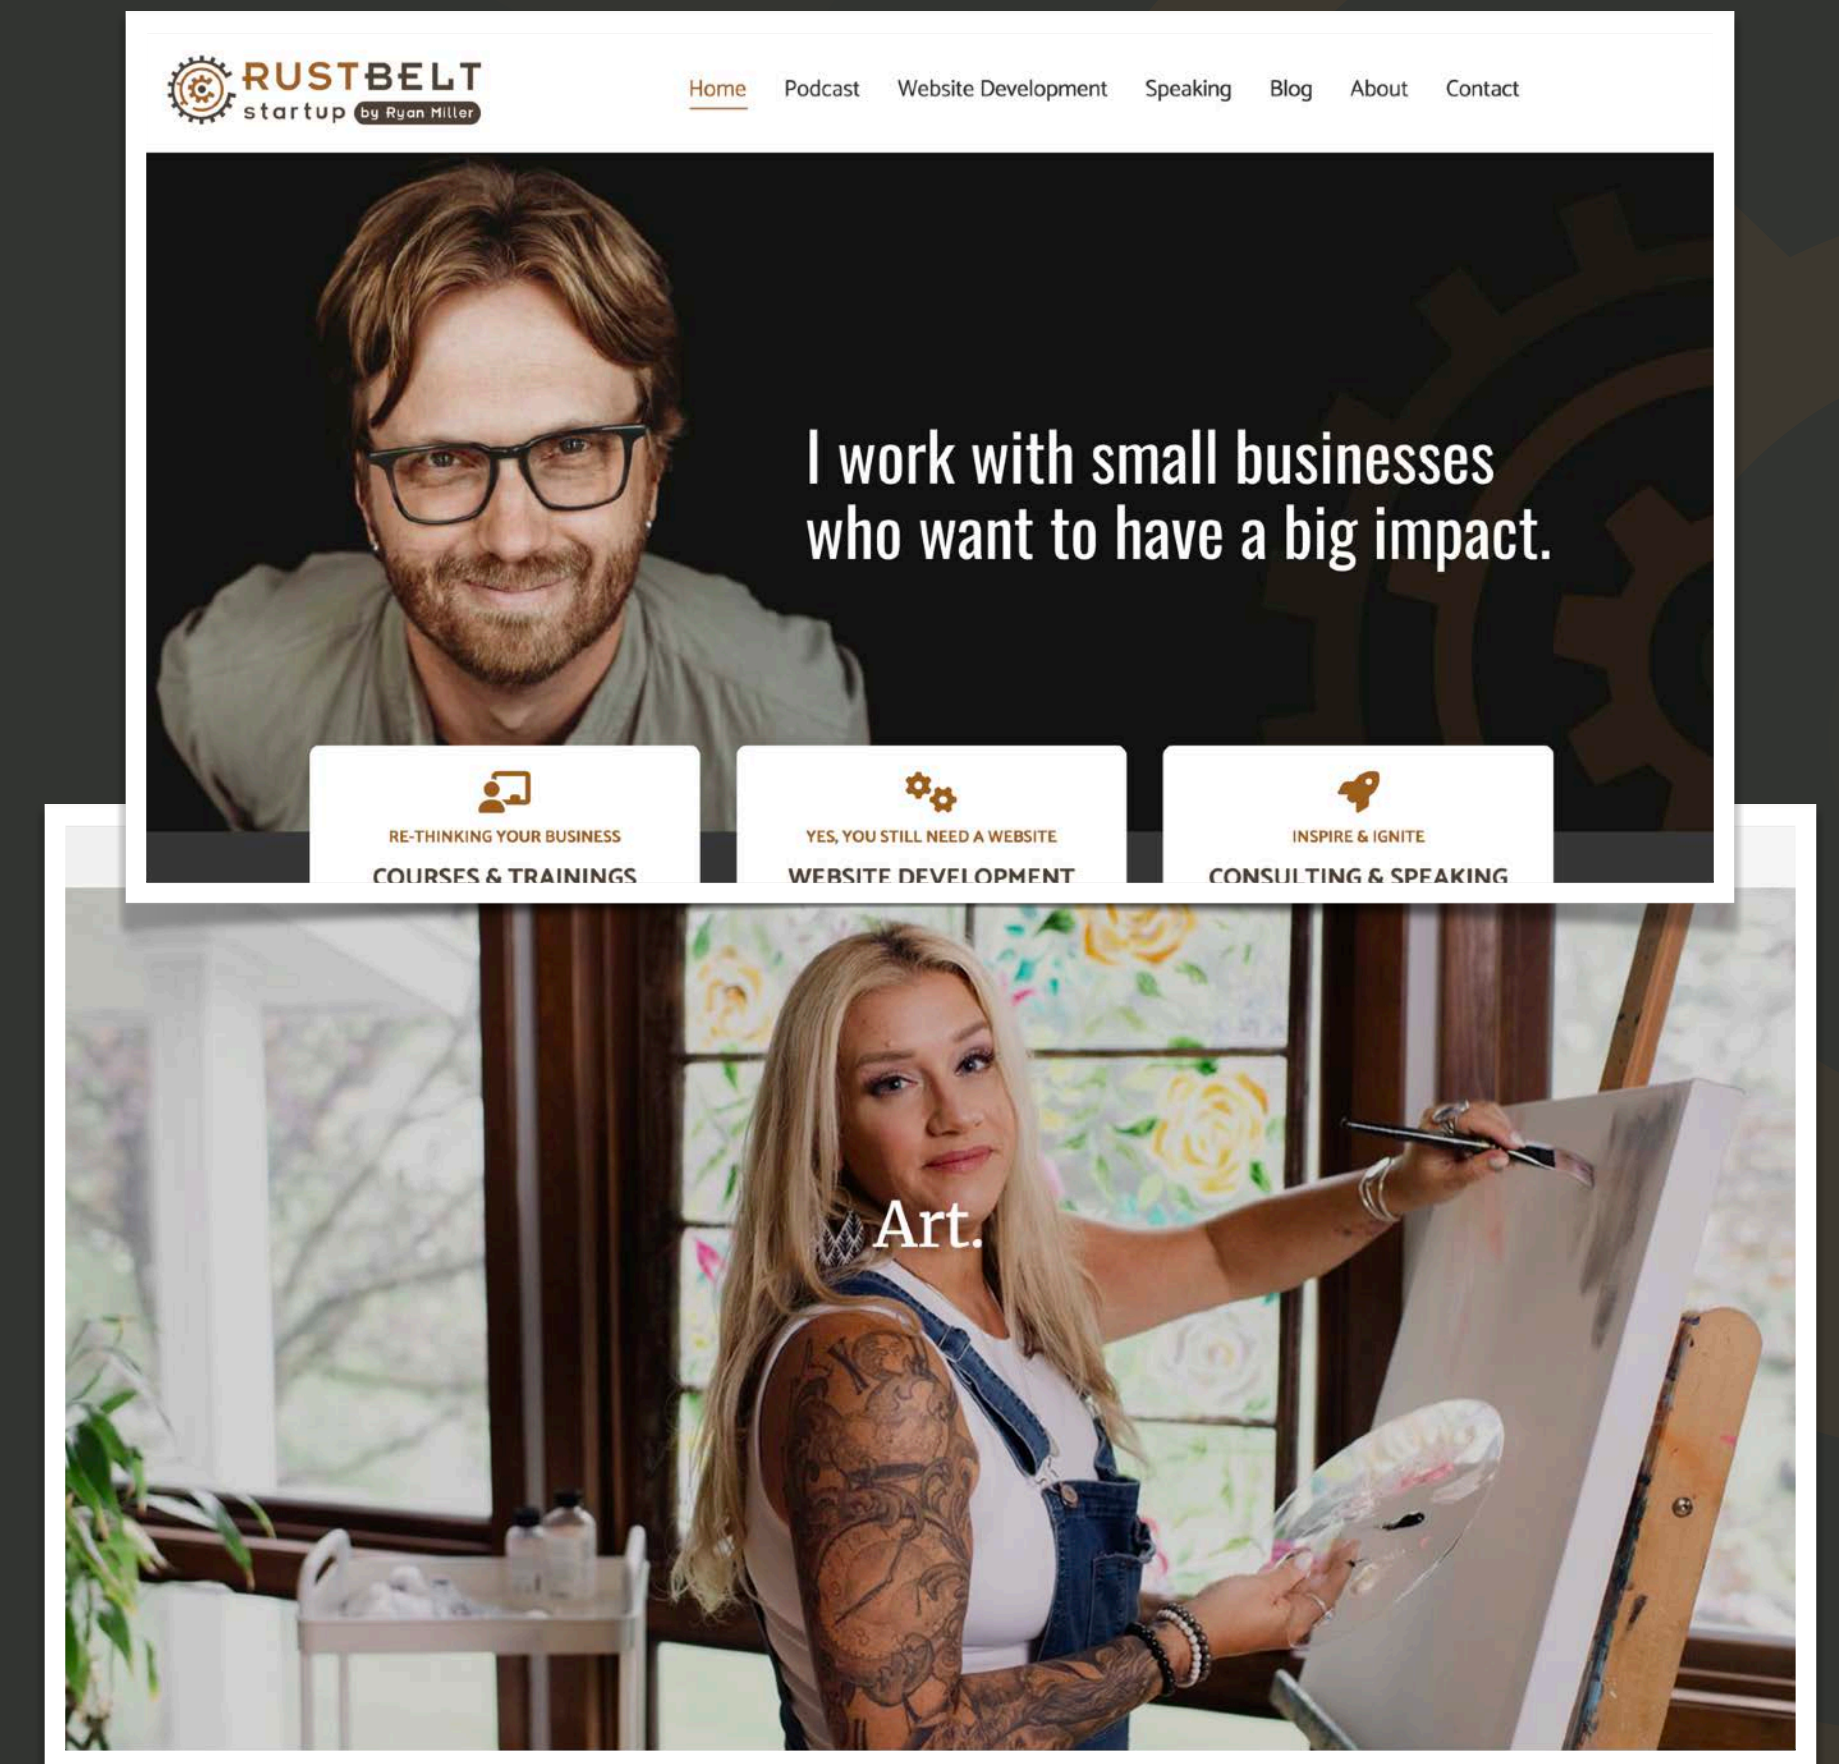 RUSTBELT
startup by Ryan Miller
Home Podcast Website Development Speaking Blog About Contact
I work with small businesses
who want to have a big impact.
RE-THINKING YOUR BUSINESS
COURSES & TRAININGS
YES, YOU STILL NEED A WEBSITE
WEBSITE DEVELOPMENT
INSPIRE & IGNITE
CONSULTING & SPEAKING
Art.